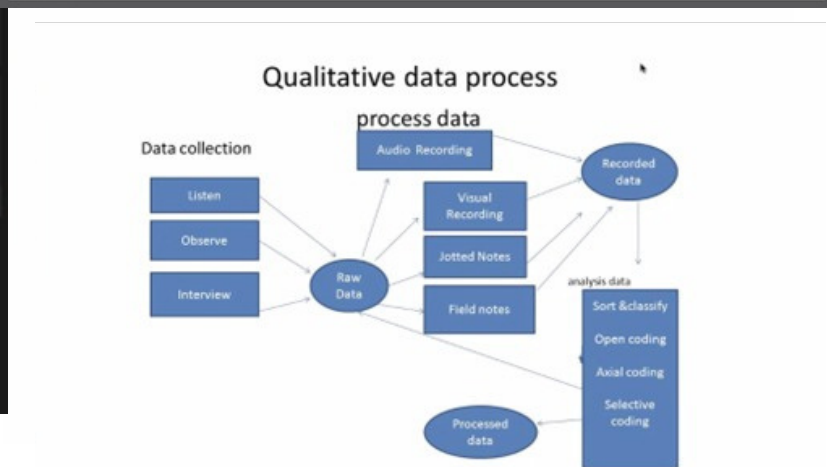 Qualitative data process
process data
Data collection
Audio Recording
Recorded
data
Listen
Visual
Recording
Observe
Jotted Notes
Raw
Data
Interview
Field notes
analysis data
Sort &classify
Open coding
Axial coding
Selective
coding
Processed
data